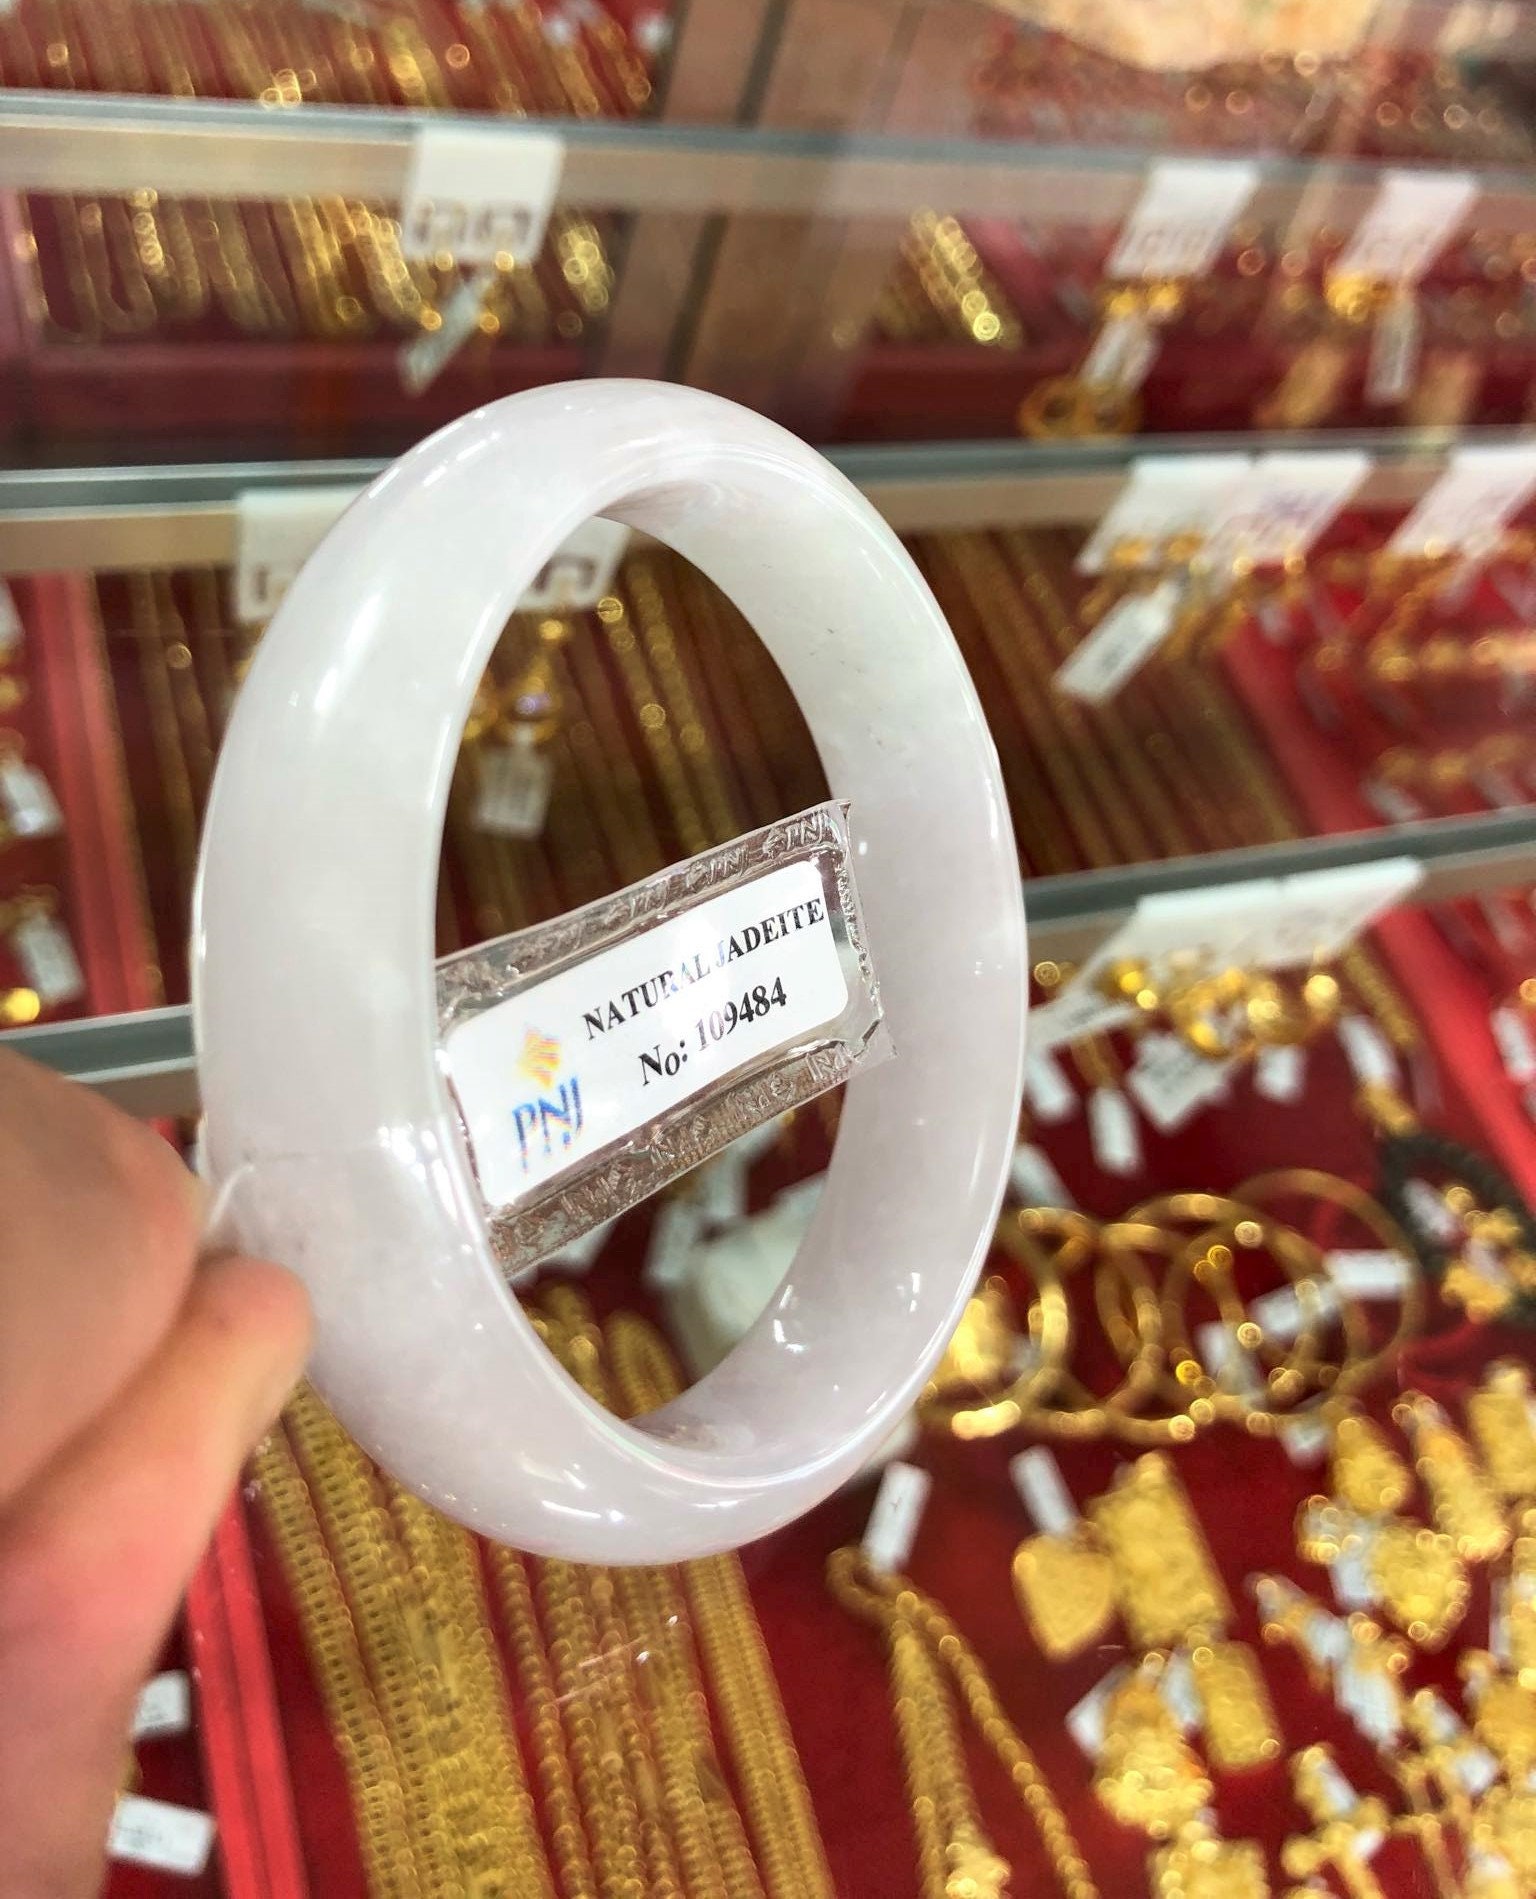 NATURAL JADEITE
No: 109484
PNJ